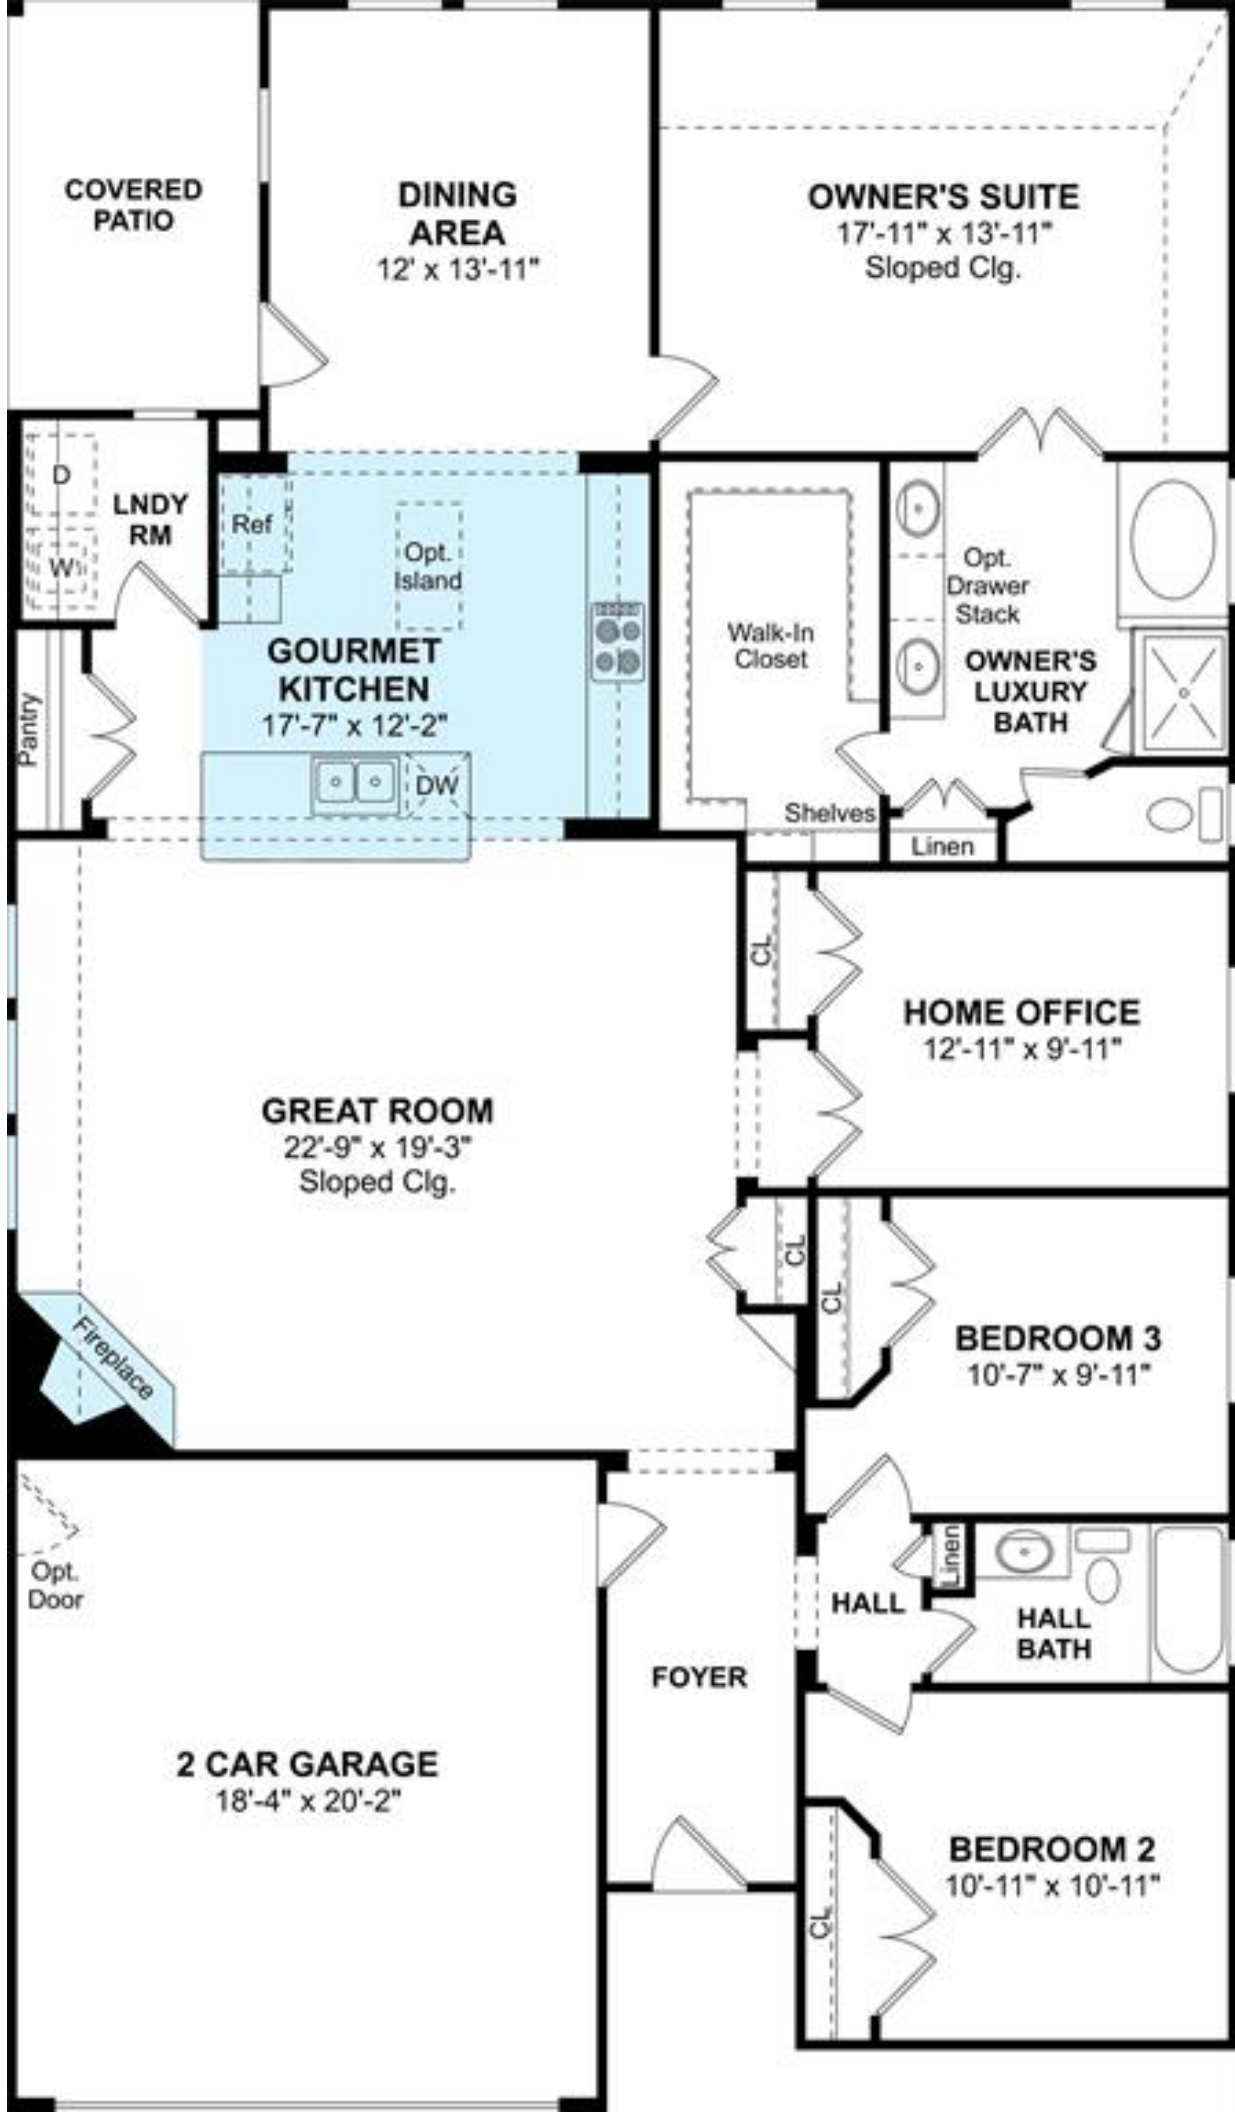 COVERED
PATIO
DINING
AREA
12' x 13'-11"
OWNER'S SUITE
17'-11" x 13'-11"
Sloped Clg.
D
W
LNDY
RM
Ref
Opt.
Island
GOURMET
KITCHEN
17'-7" x 12'-2"
DW
Pantry
Walk-In
Closet
Shelves
Opt.
Drawer
Stack
OWNER'S
LUXURY
BATH
Linen
CL
HOME OFFICE
12'-11" x 9'-11"
GREAT ROOM
22'-9" x 19'-3"
Sloped Clg.
CL
CL
BEDROOM 3
10'-7" x 9'-11"
Fireplace
Opt.
Door
HALL
Linen
HALL
BATH
FOYER
2 CAR GARAGE
18'-4" x 20'-2"
BEDROOM 2
10'-11" x 10'-11"
CL